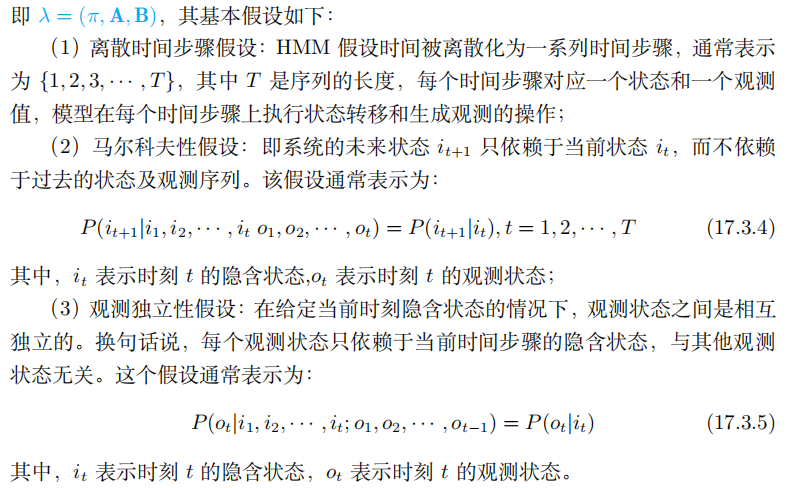 即 λ = (π, A, B)，其基本假设如下：
（1）离散时间步骤假设：HMM 假设时间被离散化为一系列时间步骤，通常表示
为 {1, 2, 3, ⋯ , T}，其中 T 是序列的长度，每个时间步骤对应一个状态和一个观测
值，模型在每个时间步骤上执行状态转移和生成观测的操作；
（2）马尔科夫性假设：即系统的未来状态 i_{t+1} 只依赖于当前状态 i_t，而不依赖
于过去的状态及观测序列。该假设通常表示为：
P(i_{t+1}|i_1, i_2, ⋯ , i_t o_1, o_2, ⋯ , o_t) = P(i_{t+1}|i_t), t = 1, 2, ⋯ , T (17.3.4)
其中，i_t 表示时刻 t 的隐含状态,o_t 表示时刻 t 的观测状态；
（3）观测独立性假设：在给定当前时刻隐含状态的情况下，观测状态之间是相互
独立的。换句话说，每个观测状态只依赖于当前时间步骤的隐含状态，与其他观测
状态无关。这个假设通常表示为：
P(o_t|i_1, i_2, ⋯ , i_t; o_1, o_2, ⋯ , o_{t−1}) = P(o_t|i_t) (17.3.5)
其中，i_t 表示时刻 t 的隐含状态，o_t 表示时刻 t 的观测状态。